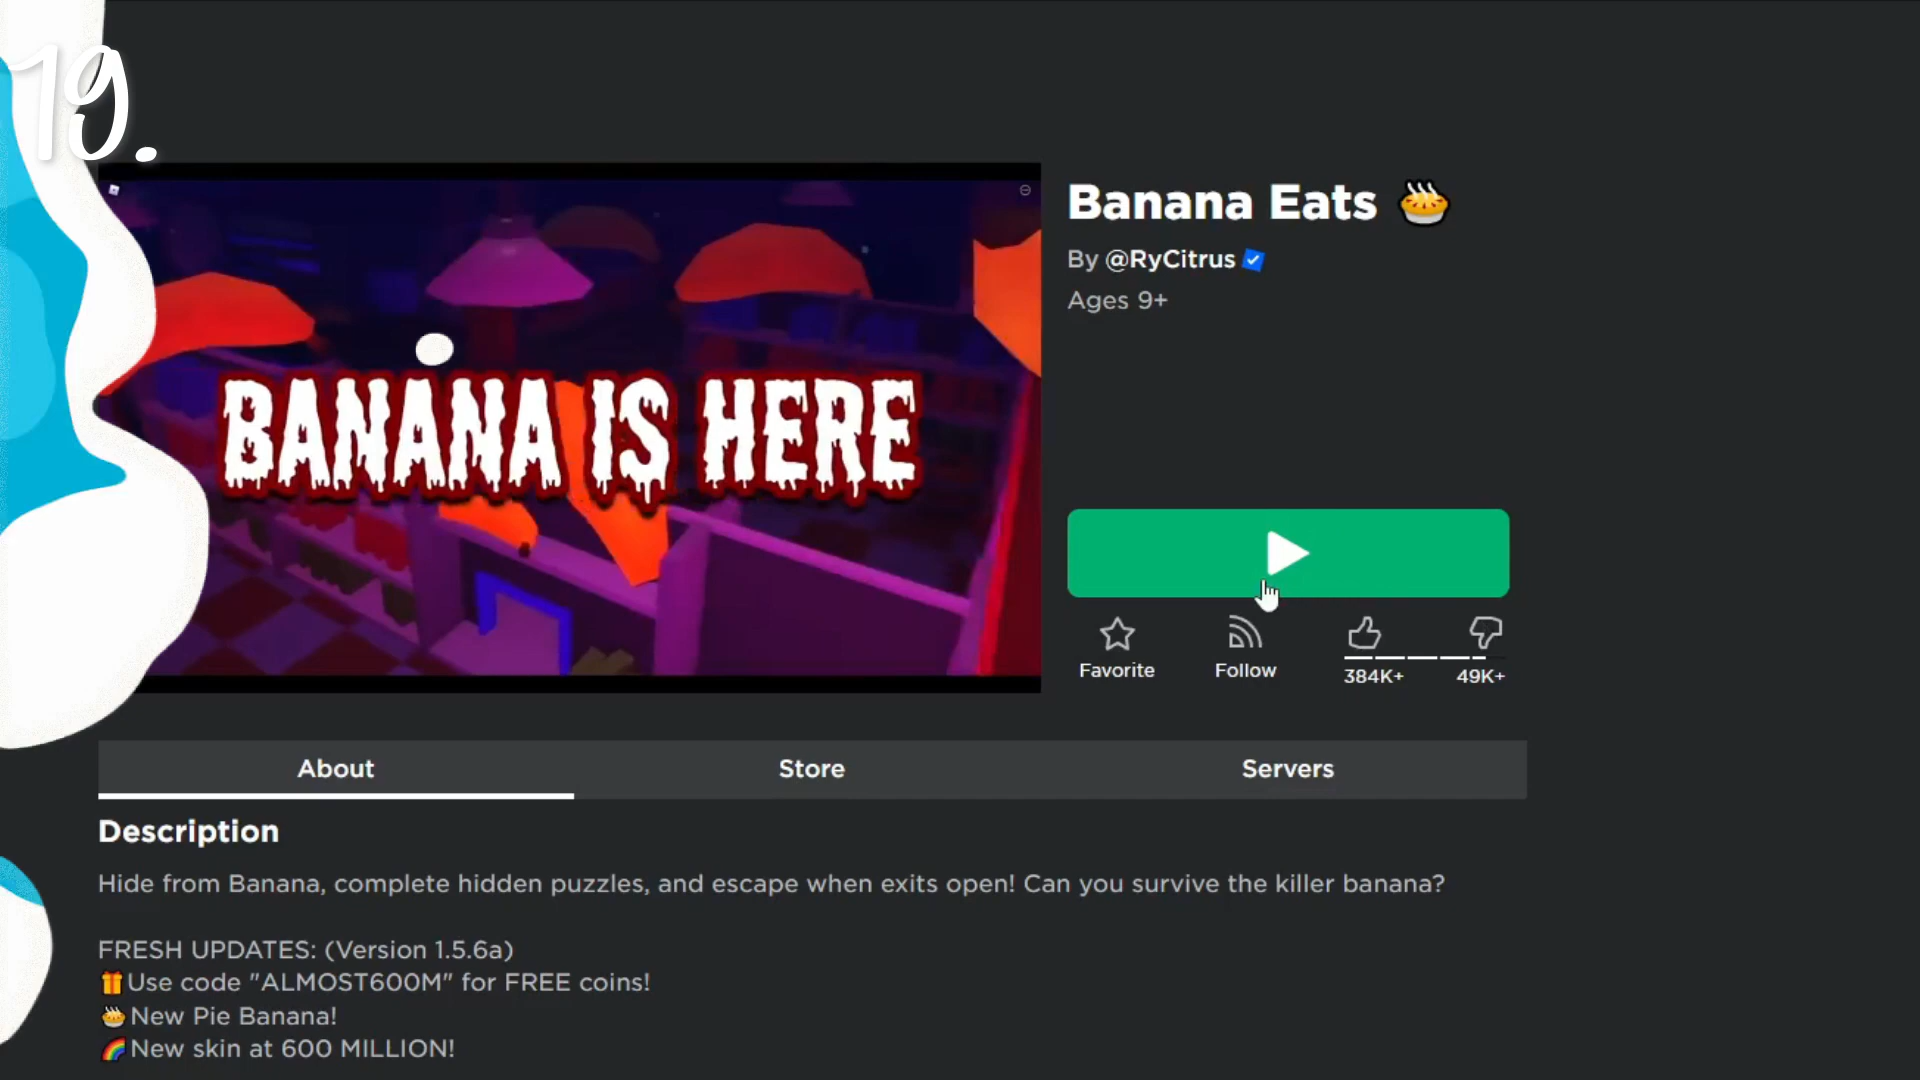 19.
BANANA IS HERE
Banana Eats
By @RyCitrus
Ages 9+
Favorite
Follow
384K+
49K+
About
Store
Servers
Description
Hide from Banana, complete hidden puzzles, and escape when exits open! Can you survive the killer banana?
FRESH UPDATES: (Version 1.5.6a)
Use code "ALMOST600M" for FREE coins!
New Pie Banana!
New skin at 600 MILLION!